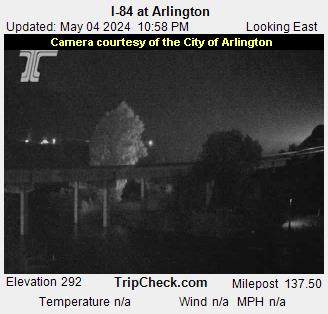 I-84 at Arlington
Updated: May 04 2024 10:58 PM Looking East
Camera courtesy of the City of Arlington
Elevation 292 TripCheck.com Milepost 137.50
Temperature n/a Wind n/a MPH n/a